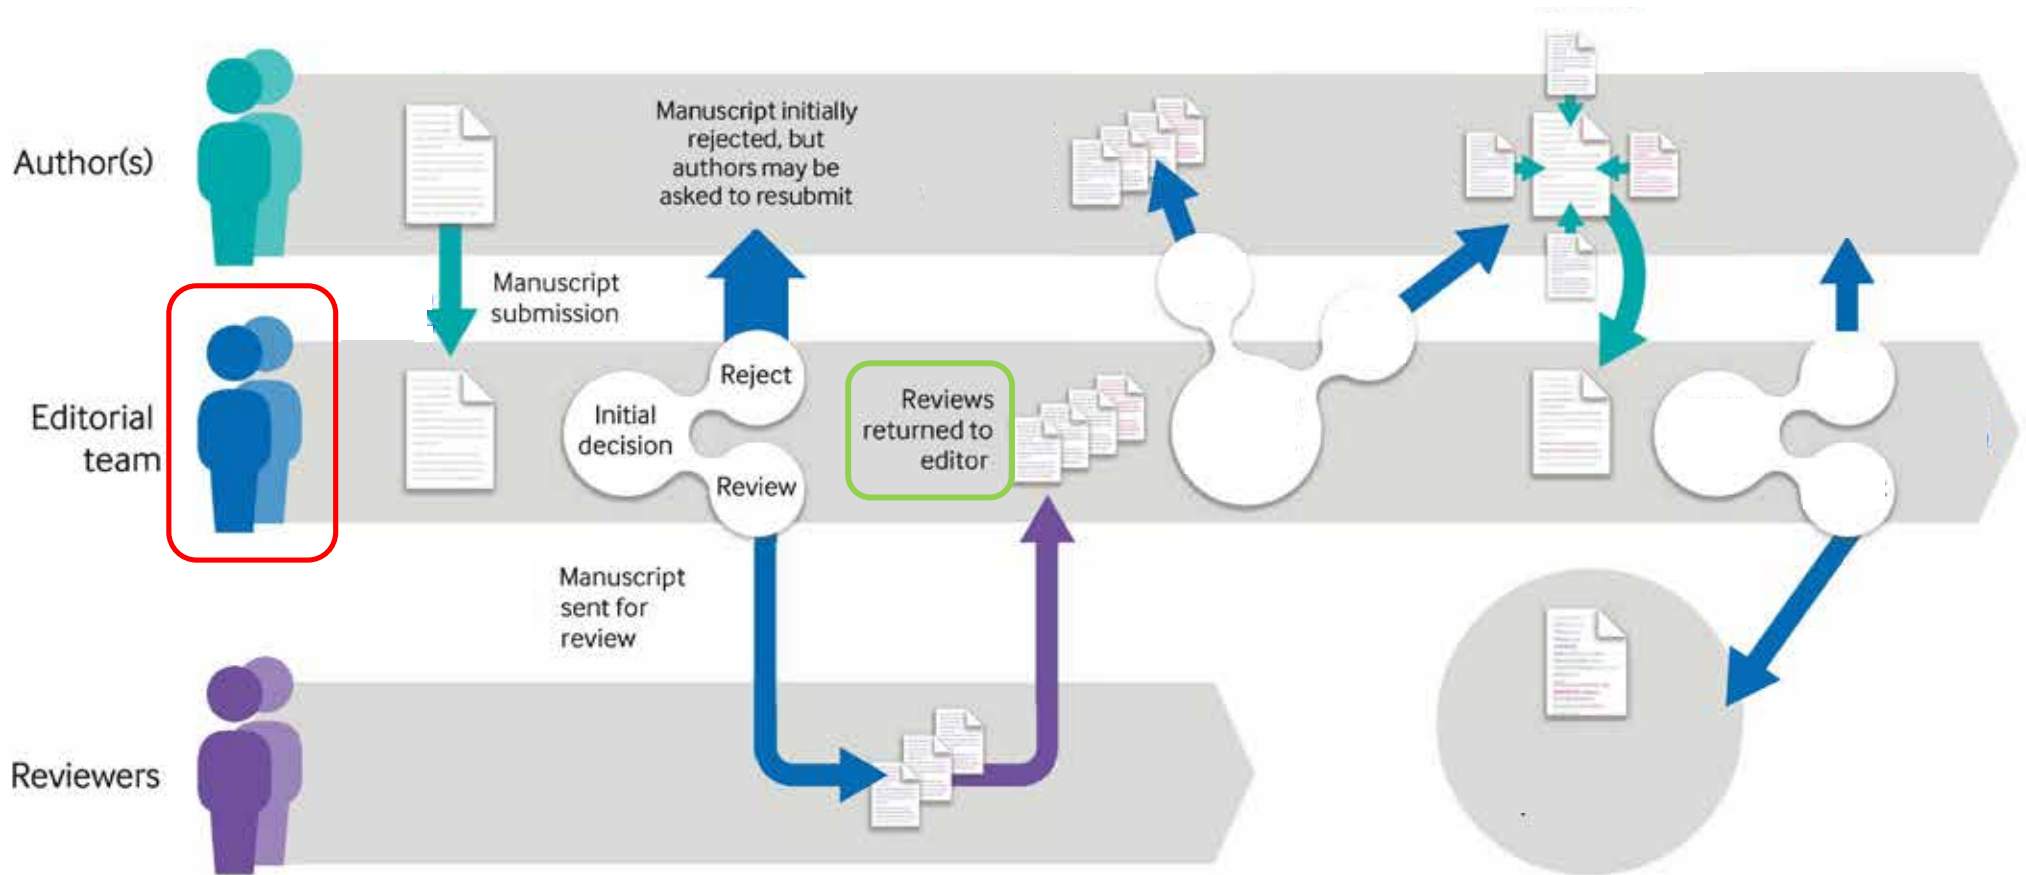 Author(s)
Manuscript initially
rejected, but
authors may be
asked to resubmit
Manuscript
submission
Editorial
team
Initial
decision
Reject
Review
Reviews
returned to
editor
Manuscript
sent for
review
Reviewers